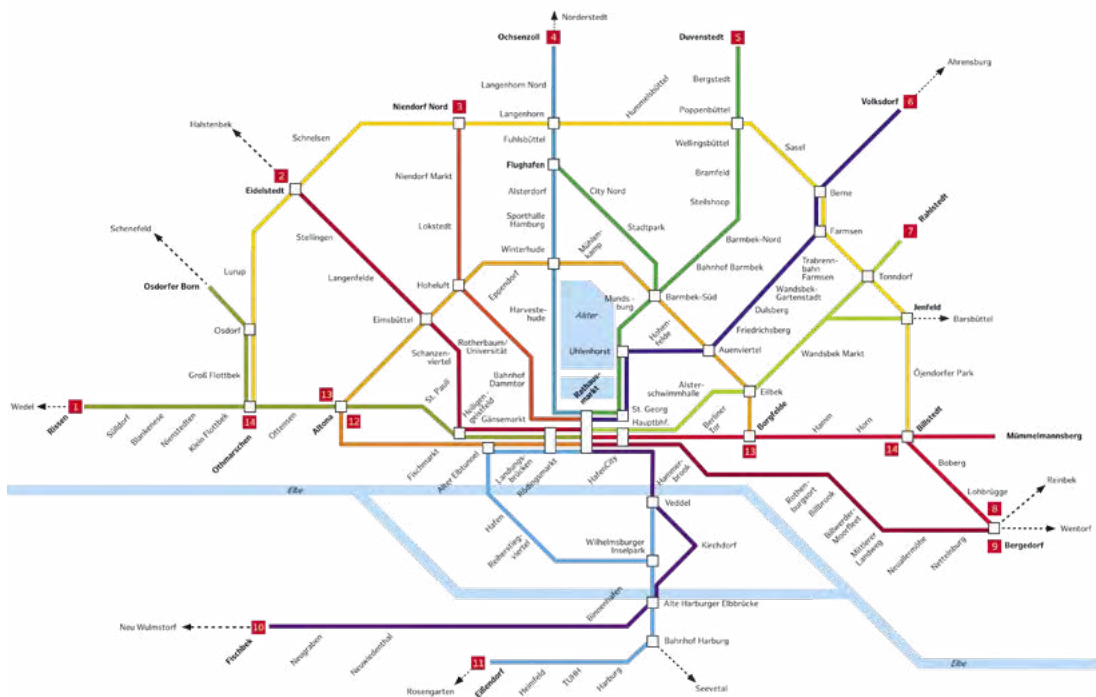 Norderstedt
Ochsenzoll
4
Duvenstedt
5
Ahrensburg
Langenhorn Nord
Bergstedt
Hummelsbüttel
Volksdorf
6
Niendorf Nord
3
Langenhorn
Poppenbüttel
Halstenbek
Schnelsen
Fuhlsbüttel
Wellingsbüttel
Sasel
2
Eidelstedt
Flughafen
Niendorf Markt
Alsterdorf
City Nord
Bramfeld
Steilshoop
Berne
Schenefeld
Stellingen
Lokstedt
Sporthalle
Hamburg
Stadtpark
Barmbek-Nord
Farmsen
Rahlstedt
7
Winterhude
Mühlen-
kamp
Bahnhof Barmbek
Trabrenn-
bahn
Farmsen
Tonndorf
Lurup
Langenfelde
Osdorfer Born
Hoheluft
Eppendorf
Harveste-
hude
Alster
Munds-
burg
Barmbek-Süd
Wandsbek-
Gartenstadt
Dulsberg
Friedrichsberg
Jenfeld
Barsbüttel
Osdorf
Eimsbüttel
Hohen-
felde
Uhlenhorst
Auenviertel
Wandsbek Markt
Groß Flottbek
Schanzen-
viertel
Rotherbaum/
Universität
Bahnhof
Dammtor
Rathaus-
markt
Alster-
schwimmhalle
Eilbek
Öjendorfer Park
Wedel
1
Rissen
Sülldorf
Blankenese
Nienstedten
Klein Flottbek
14
Othmarschen
Ottensen
13
Altona
12
St. Pauli
Heiligen-
geistfeld
Gänsemarkt
St. Georg
Hauptbhf.
Berliner
Tor
Borgfelde
13
Hamm
Horn
14
Billstedt
Mümmelmannsberg
Fischmarkt
Alter Elbtunnel
Landungs-
brücken
Rödingsmarkt
HafenCity
Hammer-
brook
Boberg
Lohbrügge
8
Reinbek
Elbe
Elbe
Veddel
Rothen-
burgsort
Billbrook
Billwerder-
Moorfleet
Mittlerer
Landweg
Neuallermöhe
Nettelnburg
9
Bergedorf
Wentorf
Hafen
Reiherstieg-
viertel
Wilhelmsburger
Inselpark
Kirchdorf
Binnenhafen
Alte Harburger Elbbrücke
Neu Wulmstorf
10
Fischbek
Neugraben
Neuwiedenthal
Bahnhof Harburg
Rosengarten
11
Eißendorf
Heimfeld
TUHH
Harburg
Seevetal
Elbe